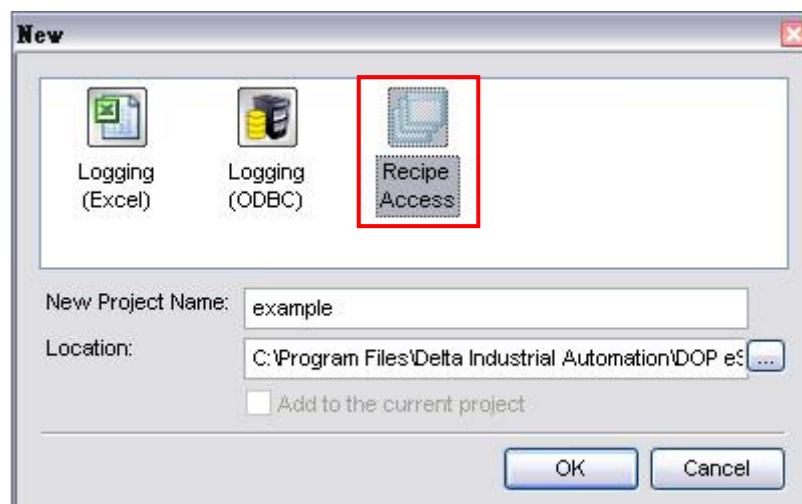 New
Logging
(Excel)
Logging
(ODBC)
Recipe
Access
New Project Name:
example
Location:
C:\Program Files\Delta Industrial Automation\DOP eS
...
Add to the current project
OK
Cancel